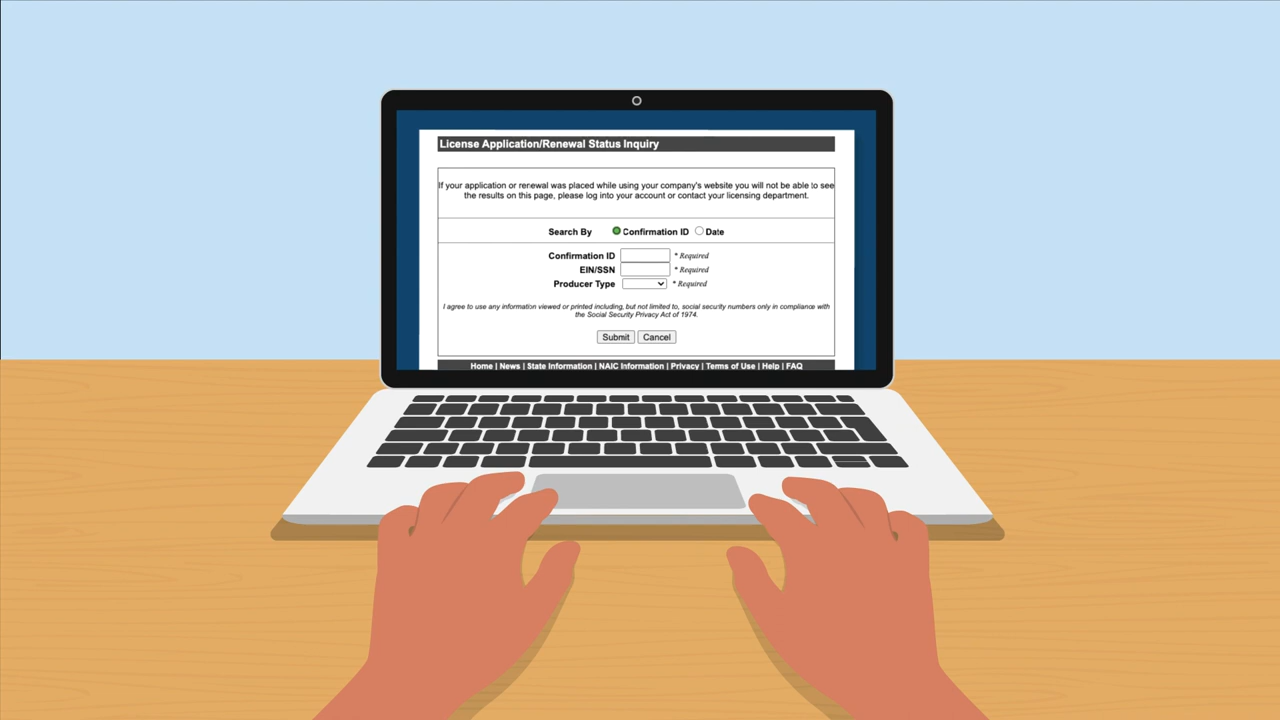 License Application/Renewal Status Inquiry
If your application or renewal was placed while using your company's website you will not be able to see
the results on this page, please log into your account or contact your licensing department.
Search By Confirmation ID Date
Confirmation ID * Required
EIN/SSN * Required
Producer Type * Required
I agree to use any information viewed or printed including, but not limited to, social security numbers only in compliance with
the Social Security Privacy Act of 1974.
Submit Cancel
Home | News | State Information | NAIC Information | Privacy | Terms of Use | Help | FAQ